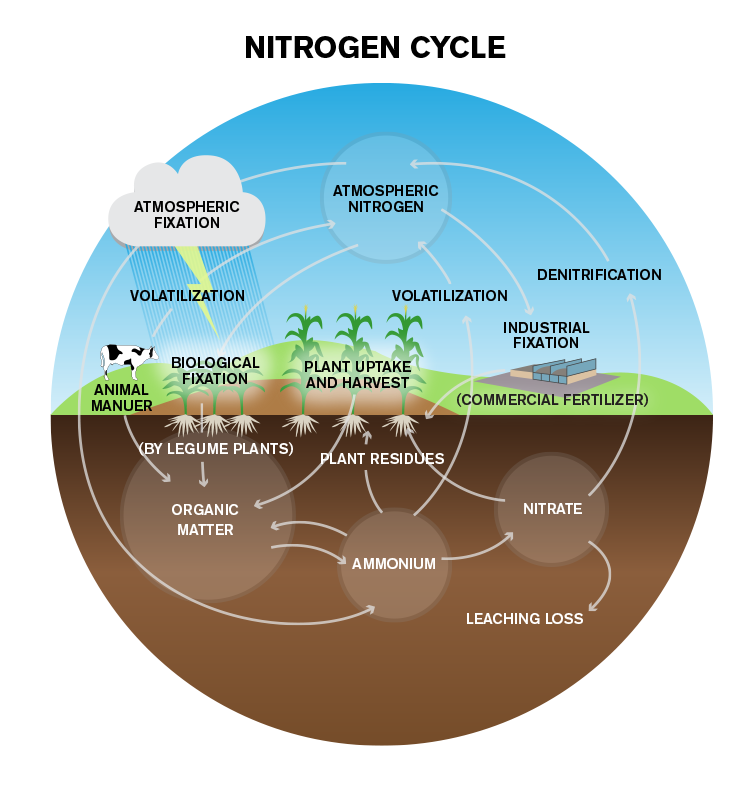 NITROGEN CYCLE
ATMOSPHERIC
NITROGEN
ATMOSPHERIC
FIXATION
DENITRIFICATION
VOLATILIZATION
VOLATILIZATION
INDUSTRIAL
FIXATION
BIOLOGICAL
FIXATION
PLANT UPTAKE
AND HARVEST
ANIMAL
MANUER
(COMMERCIAL FERTILIZER)
(BY LEGUME PLANTS)
PLANT RESIDUES
ORGANIC
MATTER
NITRATE
AMMONIUM
LEACHING LOSS